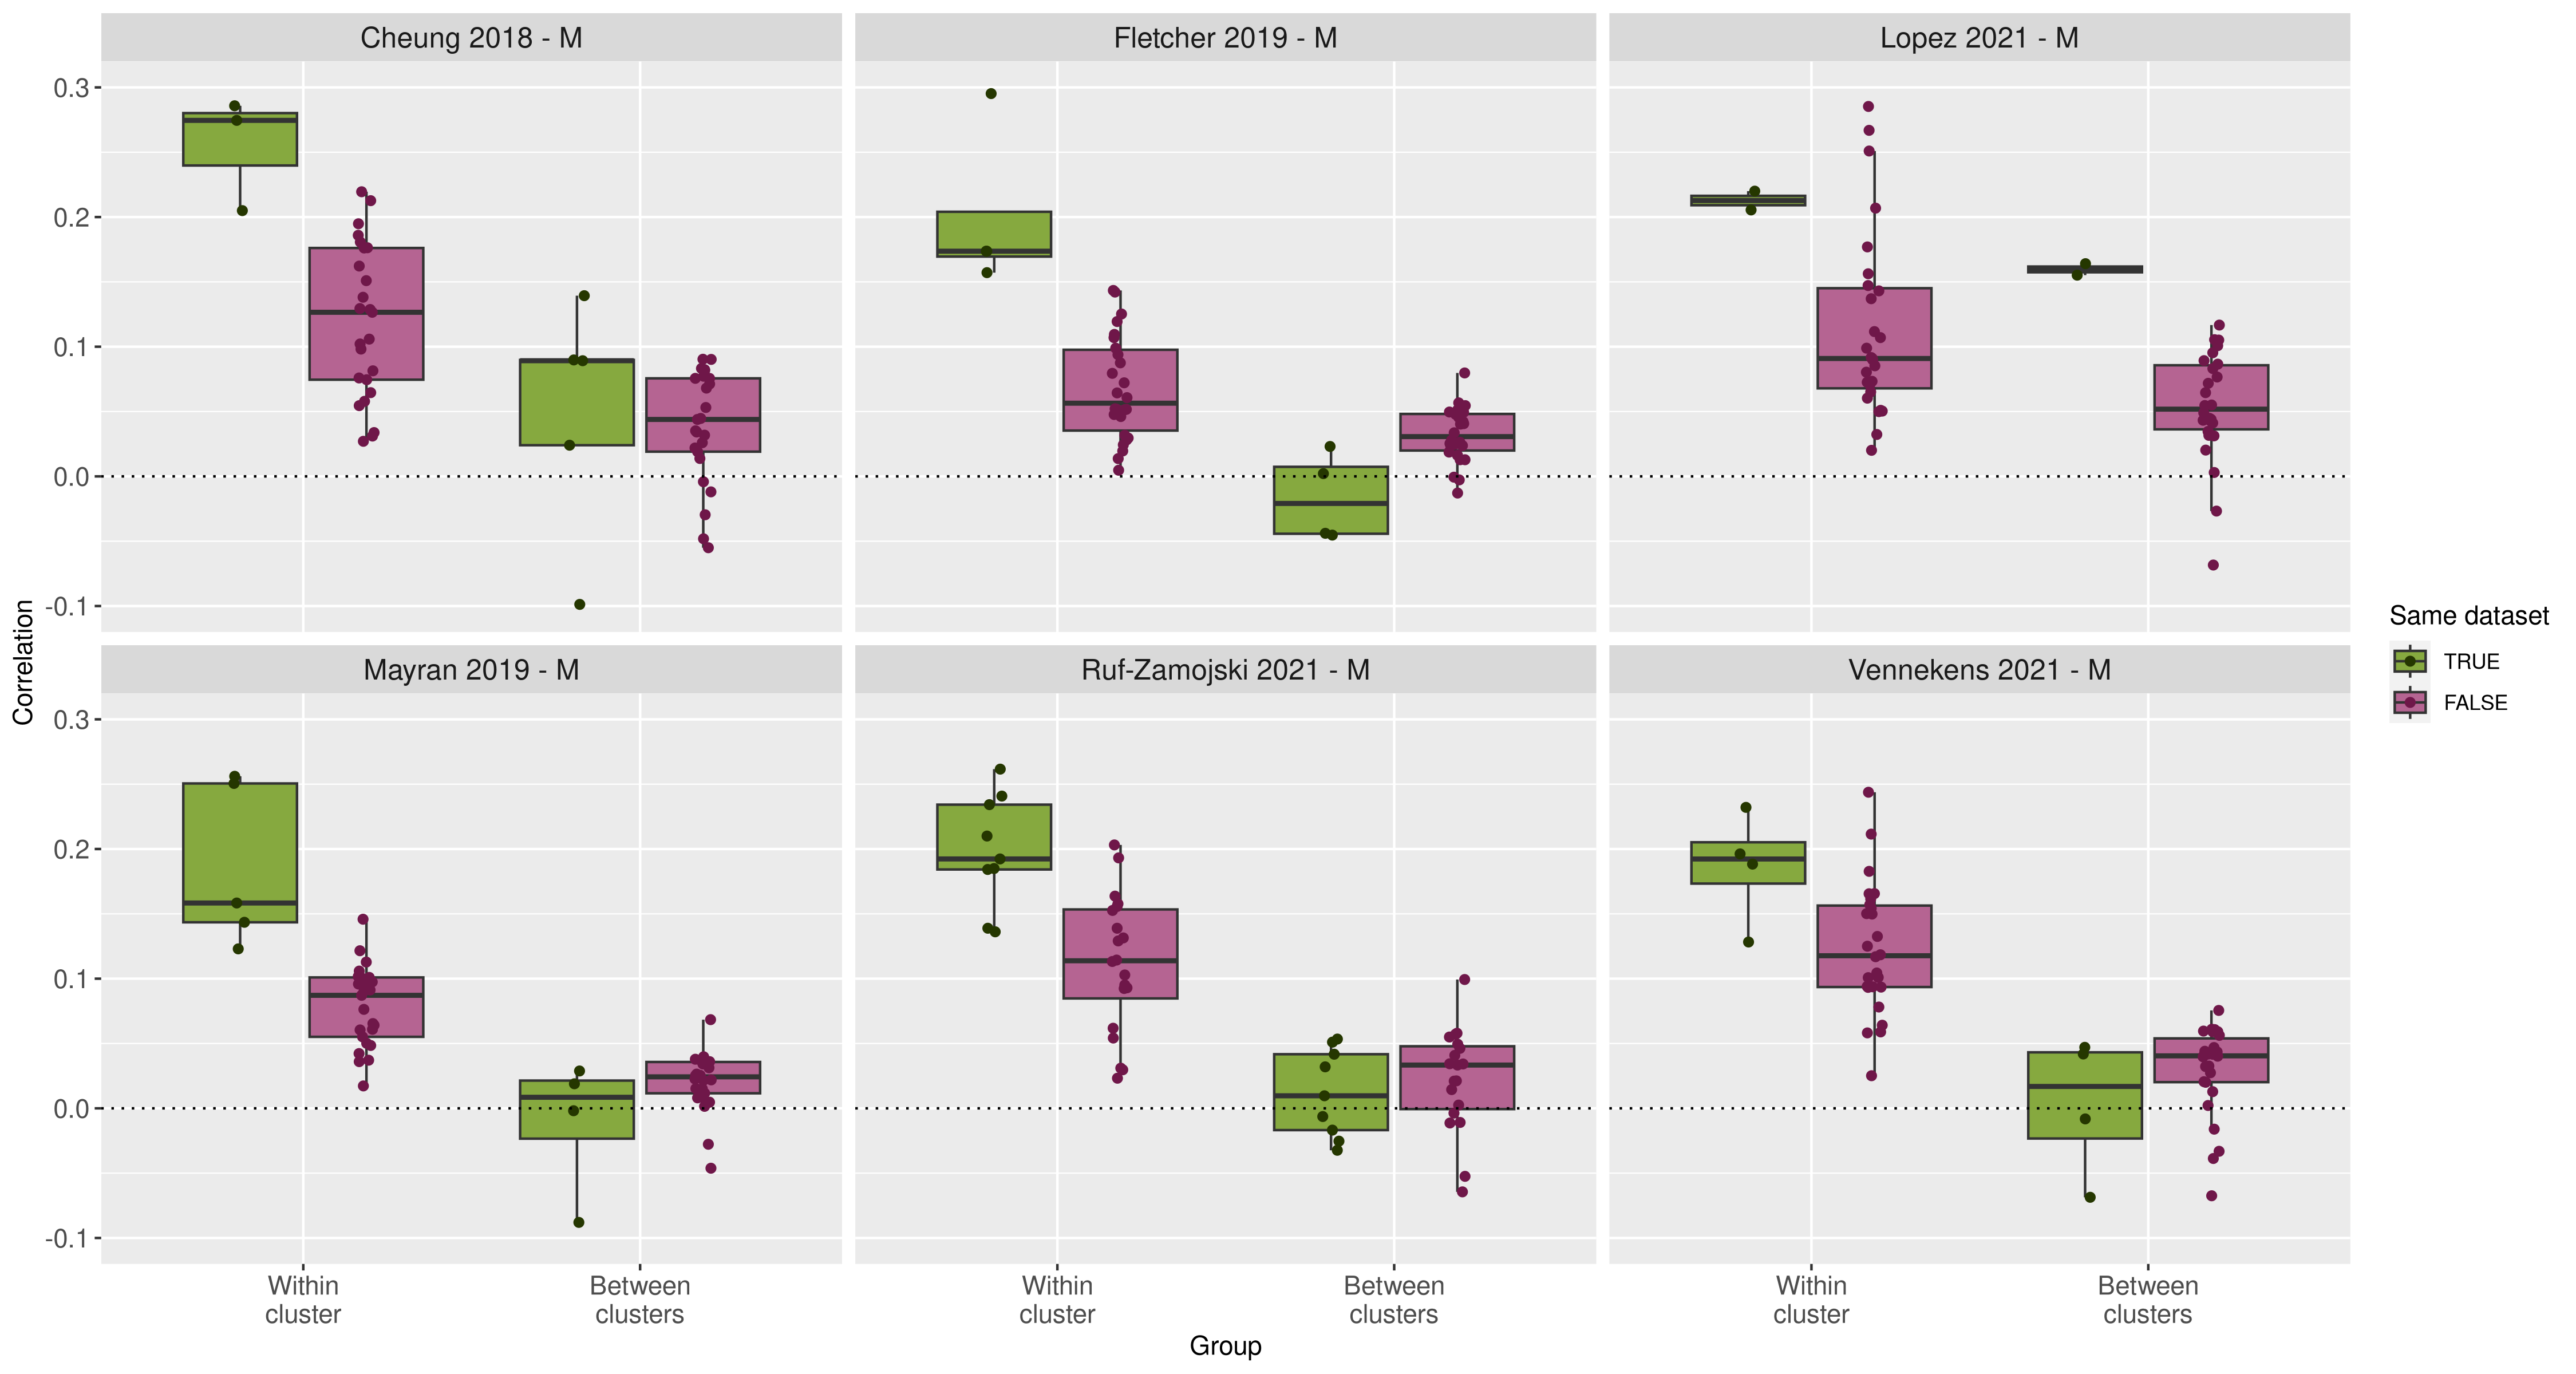 Cheung 2018 - M
Fletcher 2019 - M
Lopez 2021 - M
0.3
0.2
0.1
0.0
-0.1
Correlation
Mayran 2019 - M
Ruf-Zamojski 2021 - M
Vennekens 2021 - M
0.3
0.2
0.1
0.0
-0.1
Within
cluster
Between
clusters
Within
cluster
Between
clusters
Within
cluster
Between
clusters
Group
Same dataset
TRUE
FALSE